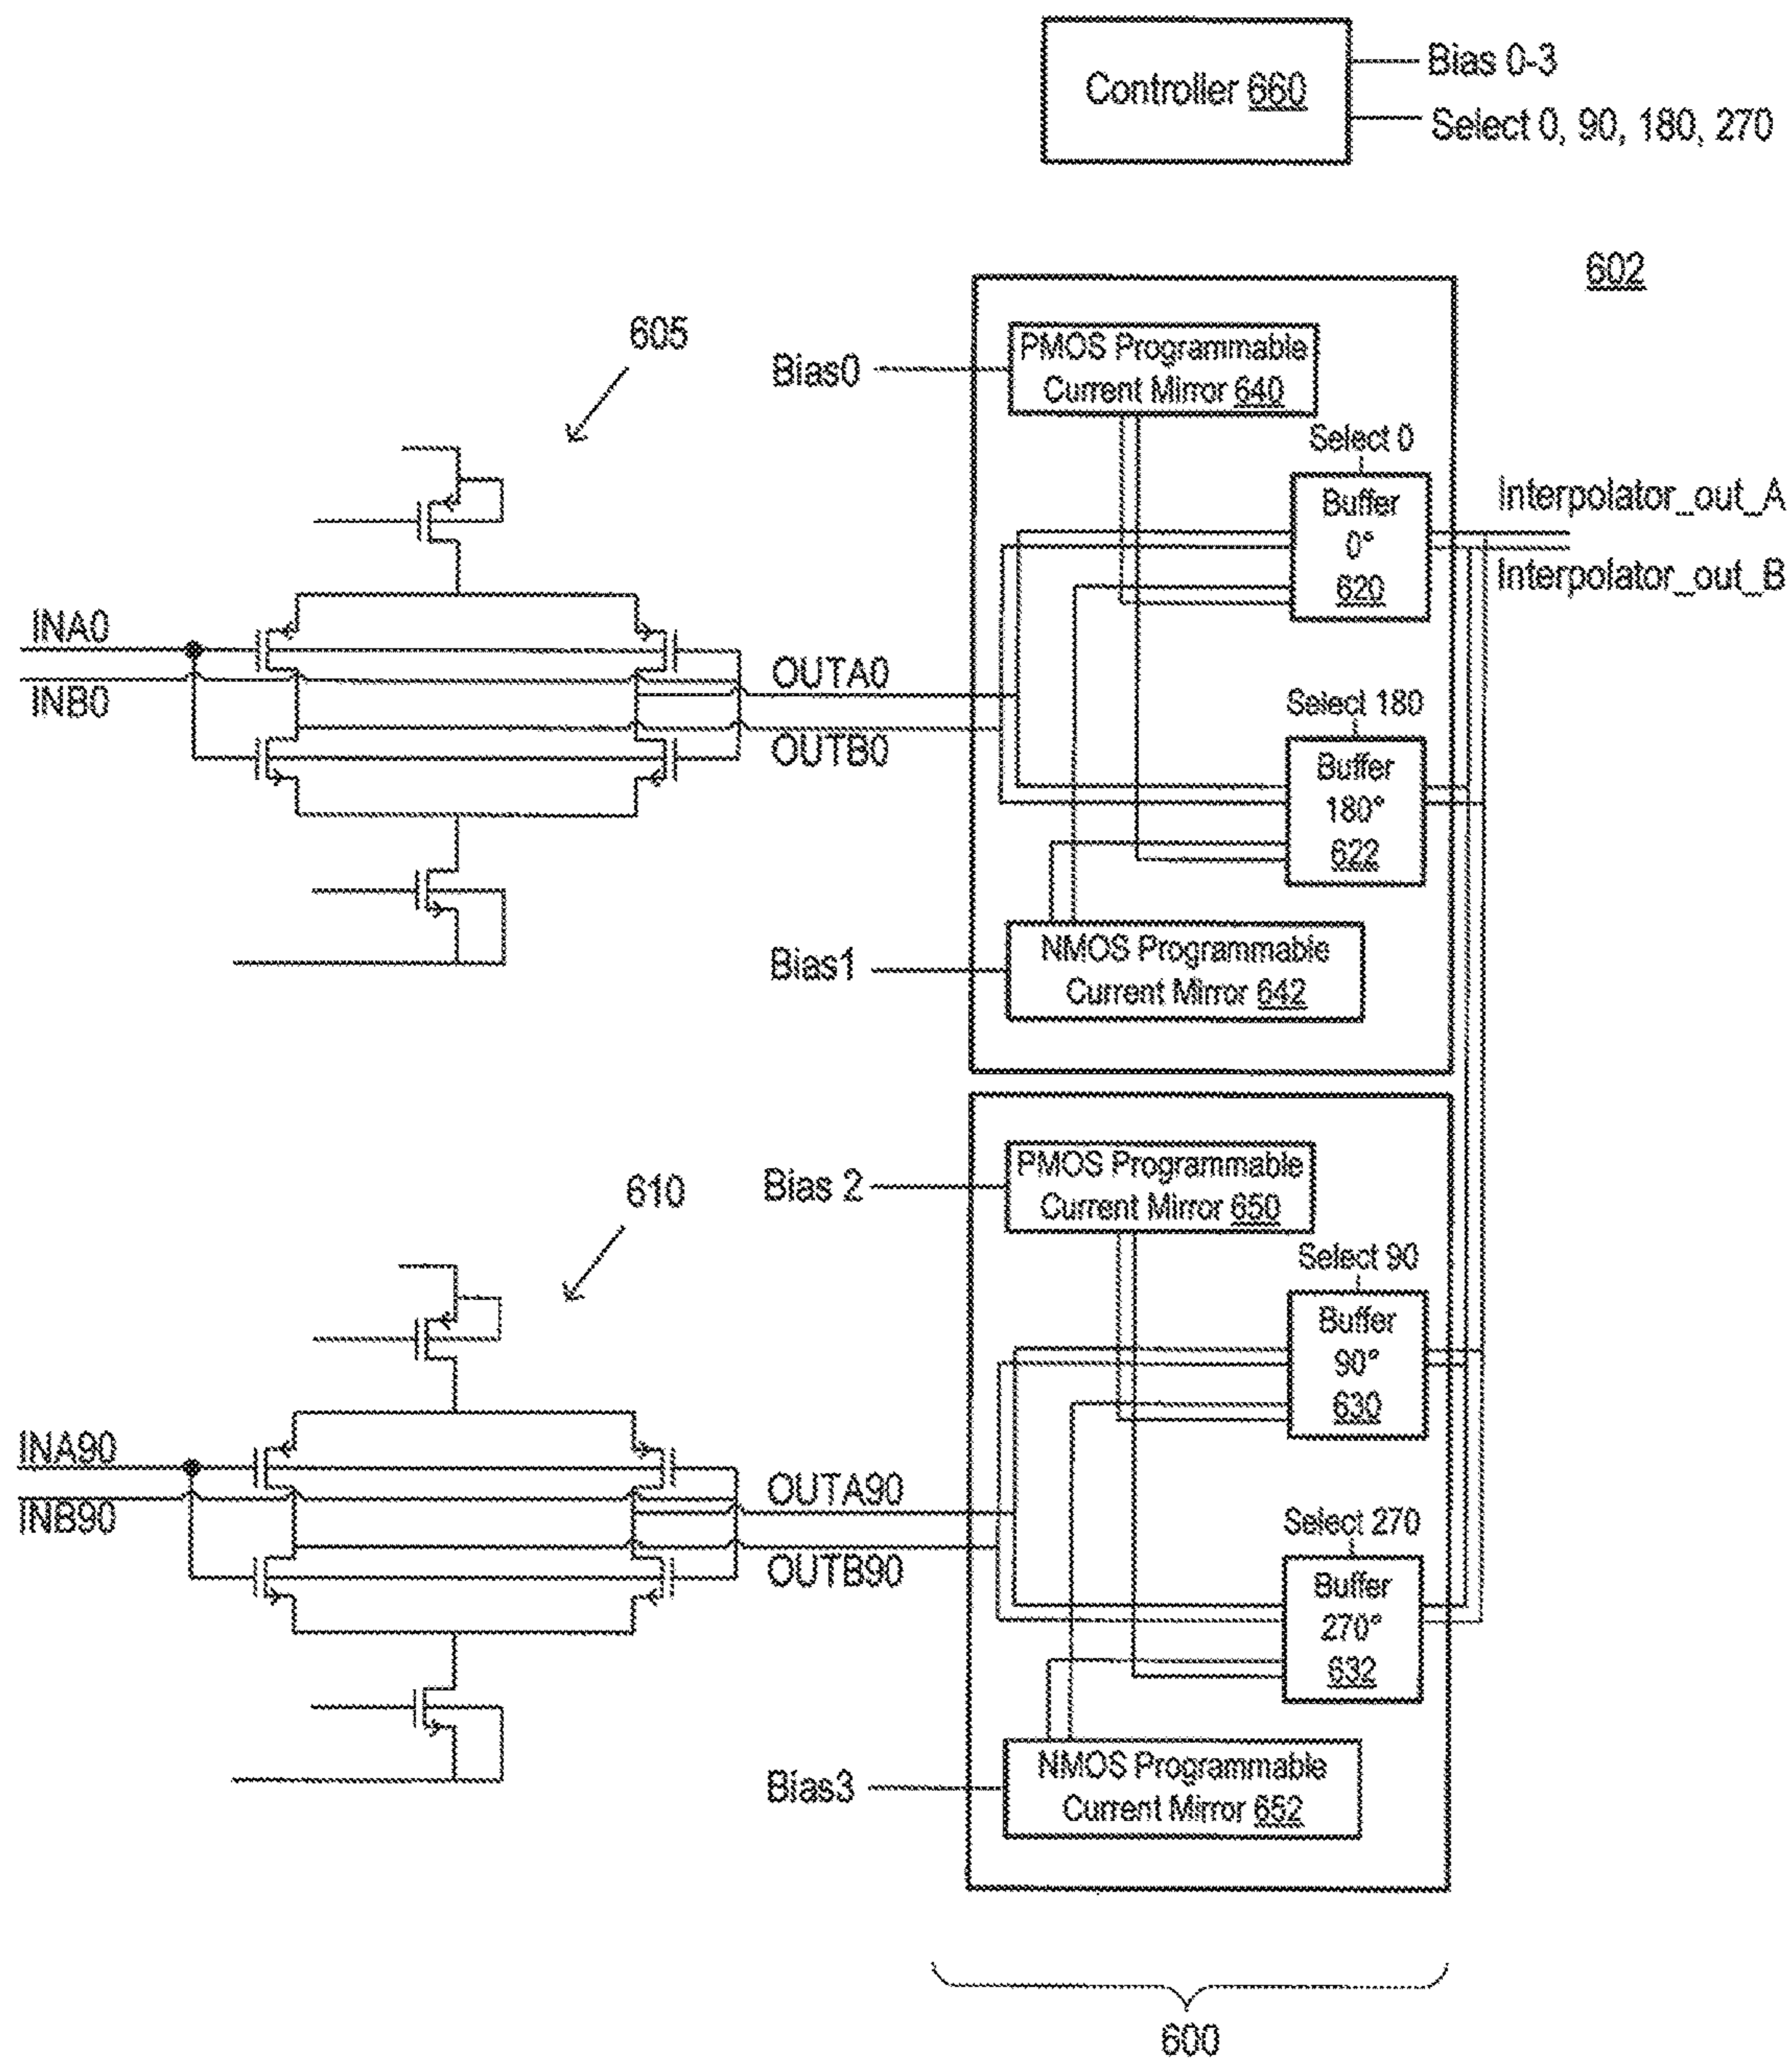 Controller 660
Bias 0-3
Select 0, 90, 180, 270
602
605
Bias0
PMOS Programmable
Current Mirror 640
Select 0
Buffer
0°
620
Interpolator_out_A
Interpolator_out_B
INA0
INB0
OUTA0
OUTB0
Select 180
Buffer
180°
622
Bias1
NMOS Programmable
Current Mirror 642
610
Bias 2
PMOS Programmable
Current Mirror 650
Select 90
Buffer
90°
630
INA90
INB90
OUTA90
OUTB90
Select 270
Buffer
270°
632
Bias3
NMOS Programmable
Current Mirror 652
600